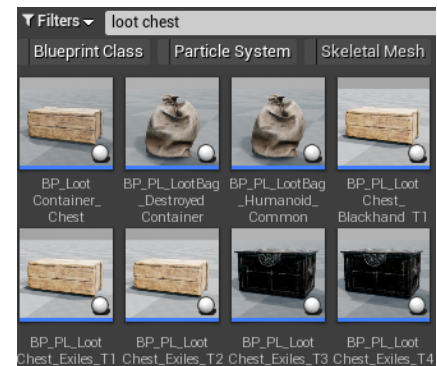 Filters
loot chest
Blueprint Class
Particle System
Skeletal Mesh
BP_Loot
Container_
Chest
BP_PL_LootBag
_Destroyed
Container
BP_PL_LootBag
_Humanoid_
Common
BP_PL_Loot
Chest_
Blackhand_T1
BP_PL_Loot
Chest_Exiles_T1
BP_PL_Loot
Chest_Exiles_T2
BP_PL_Loot
Chest_Exiles_T3
BP_PL_Loot
Chest_Exiles_T4